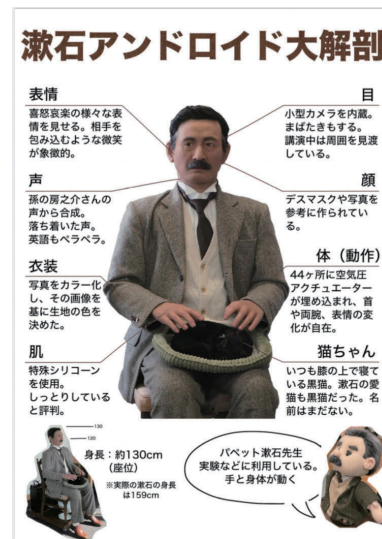 漱石アンドロイド大解剖
表情
喜怒哀楽の様々な表
情を見せる。相手を
包み込むような微笑
が象徴的。
声
孫の房之介さんの
声から合成。
落ち着いた声。
英語もペラペラ。
衣装
写真をカラー化
し、その画像を
基に生地の色を
決めた。
肌
特殊シリコーン
を使用。
しっとりしている
と評判。
目
小型カメラを内蔵。
まばたきもする。
講演中は周囲を見渡
している。
顔
デスマスクや写真を
参考に作られてい
る。
体（動作）
44ヶ所に空気圧
アクチュエーター
が埋め込まれ、首
や両腕、表情の変
化が自在。
猫ちゃん
いつも膝の上で寝て
いる黒猫。漱石の愛
猫も黒猫だった。名
前はまだない。
130
120
身長：約130cm
（座位）
※実際の漱石の身長
は159cm
パペット漱石先生
実験などに利用している。
手と身体が動く